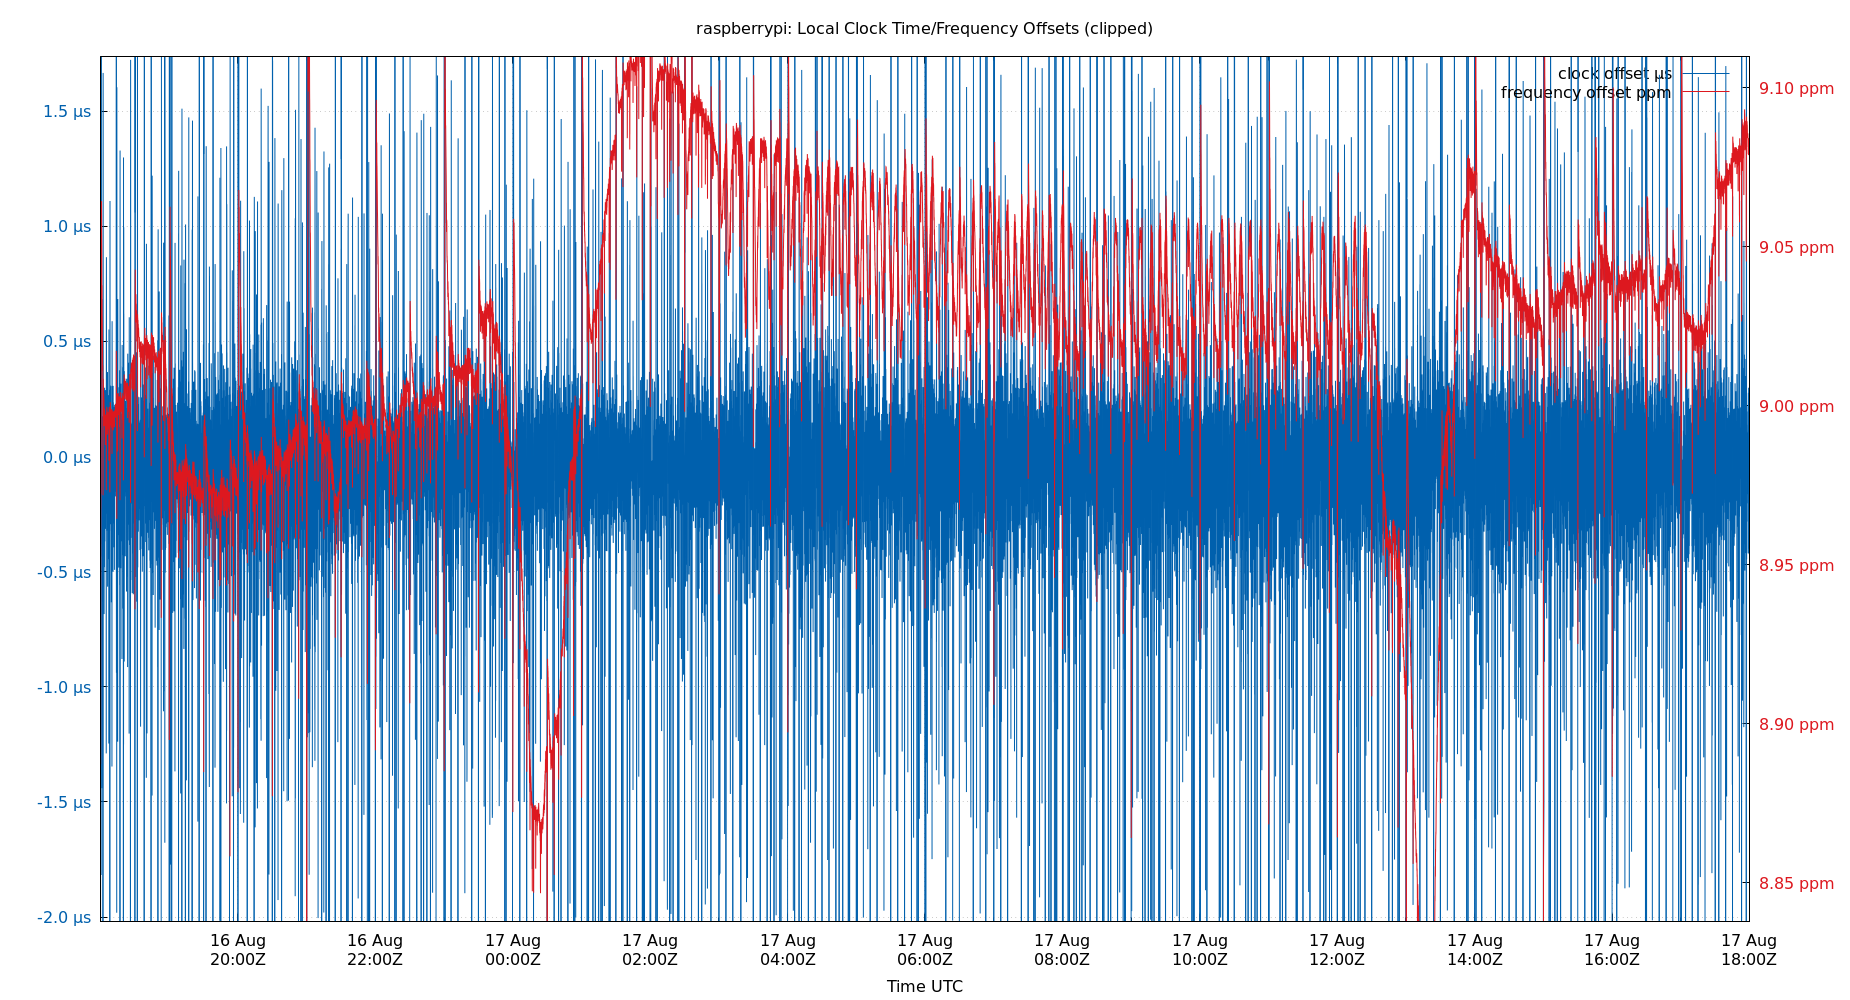 raspberrypi: Local Clock Time/Frequency Offsets (clipped)
clock offset µs
frequency offset ppm
1.5 µs
1.0 µs
0.5 µs
0.0 µs
-0.5 µs
-1.0 µs
-1.5 µs
-2.0 µs
9.10 ppm
9.05 ppm
9.00 ppm
8.95 ppm
8.90 ppm
8.85 ppm
16 Aug
20:00Z
16 Aug
22:00Z
17 Aug
00:00Z
17 Aug
02:00Z
17 Aug
04:00Z
17 Aug
06:00Z
17 Aug
08:00Z
17 Aug
10:00Z
17 Aug
12:00Z
17 Aug
14:00Z
17 Aug
16:00Z
17 Aug
18:00Z
Time UTC